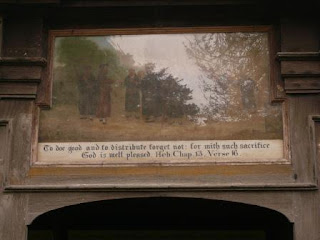 To doe good and to distribute forget not: for with such sacrifice
God is well pleased Heb. Chap. 13. Verse 16